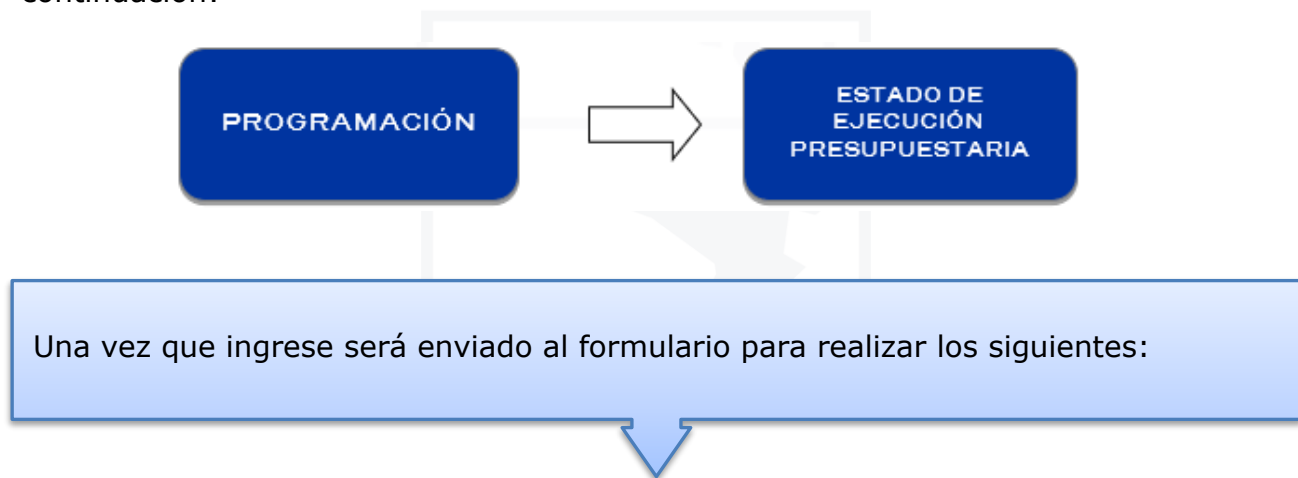 continuación:
PROGRAMACIÓN
ESTADO DE
EJECUCIÓN
PRESUPUESTARIA
Una vez que ingrese será enviado al formulario para realizar los siguientes: